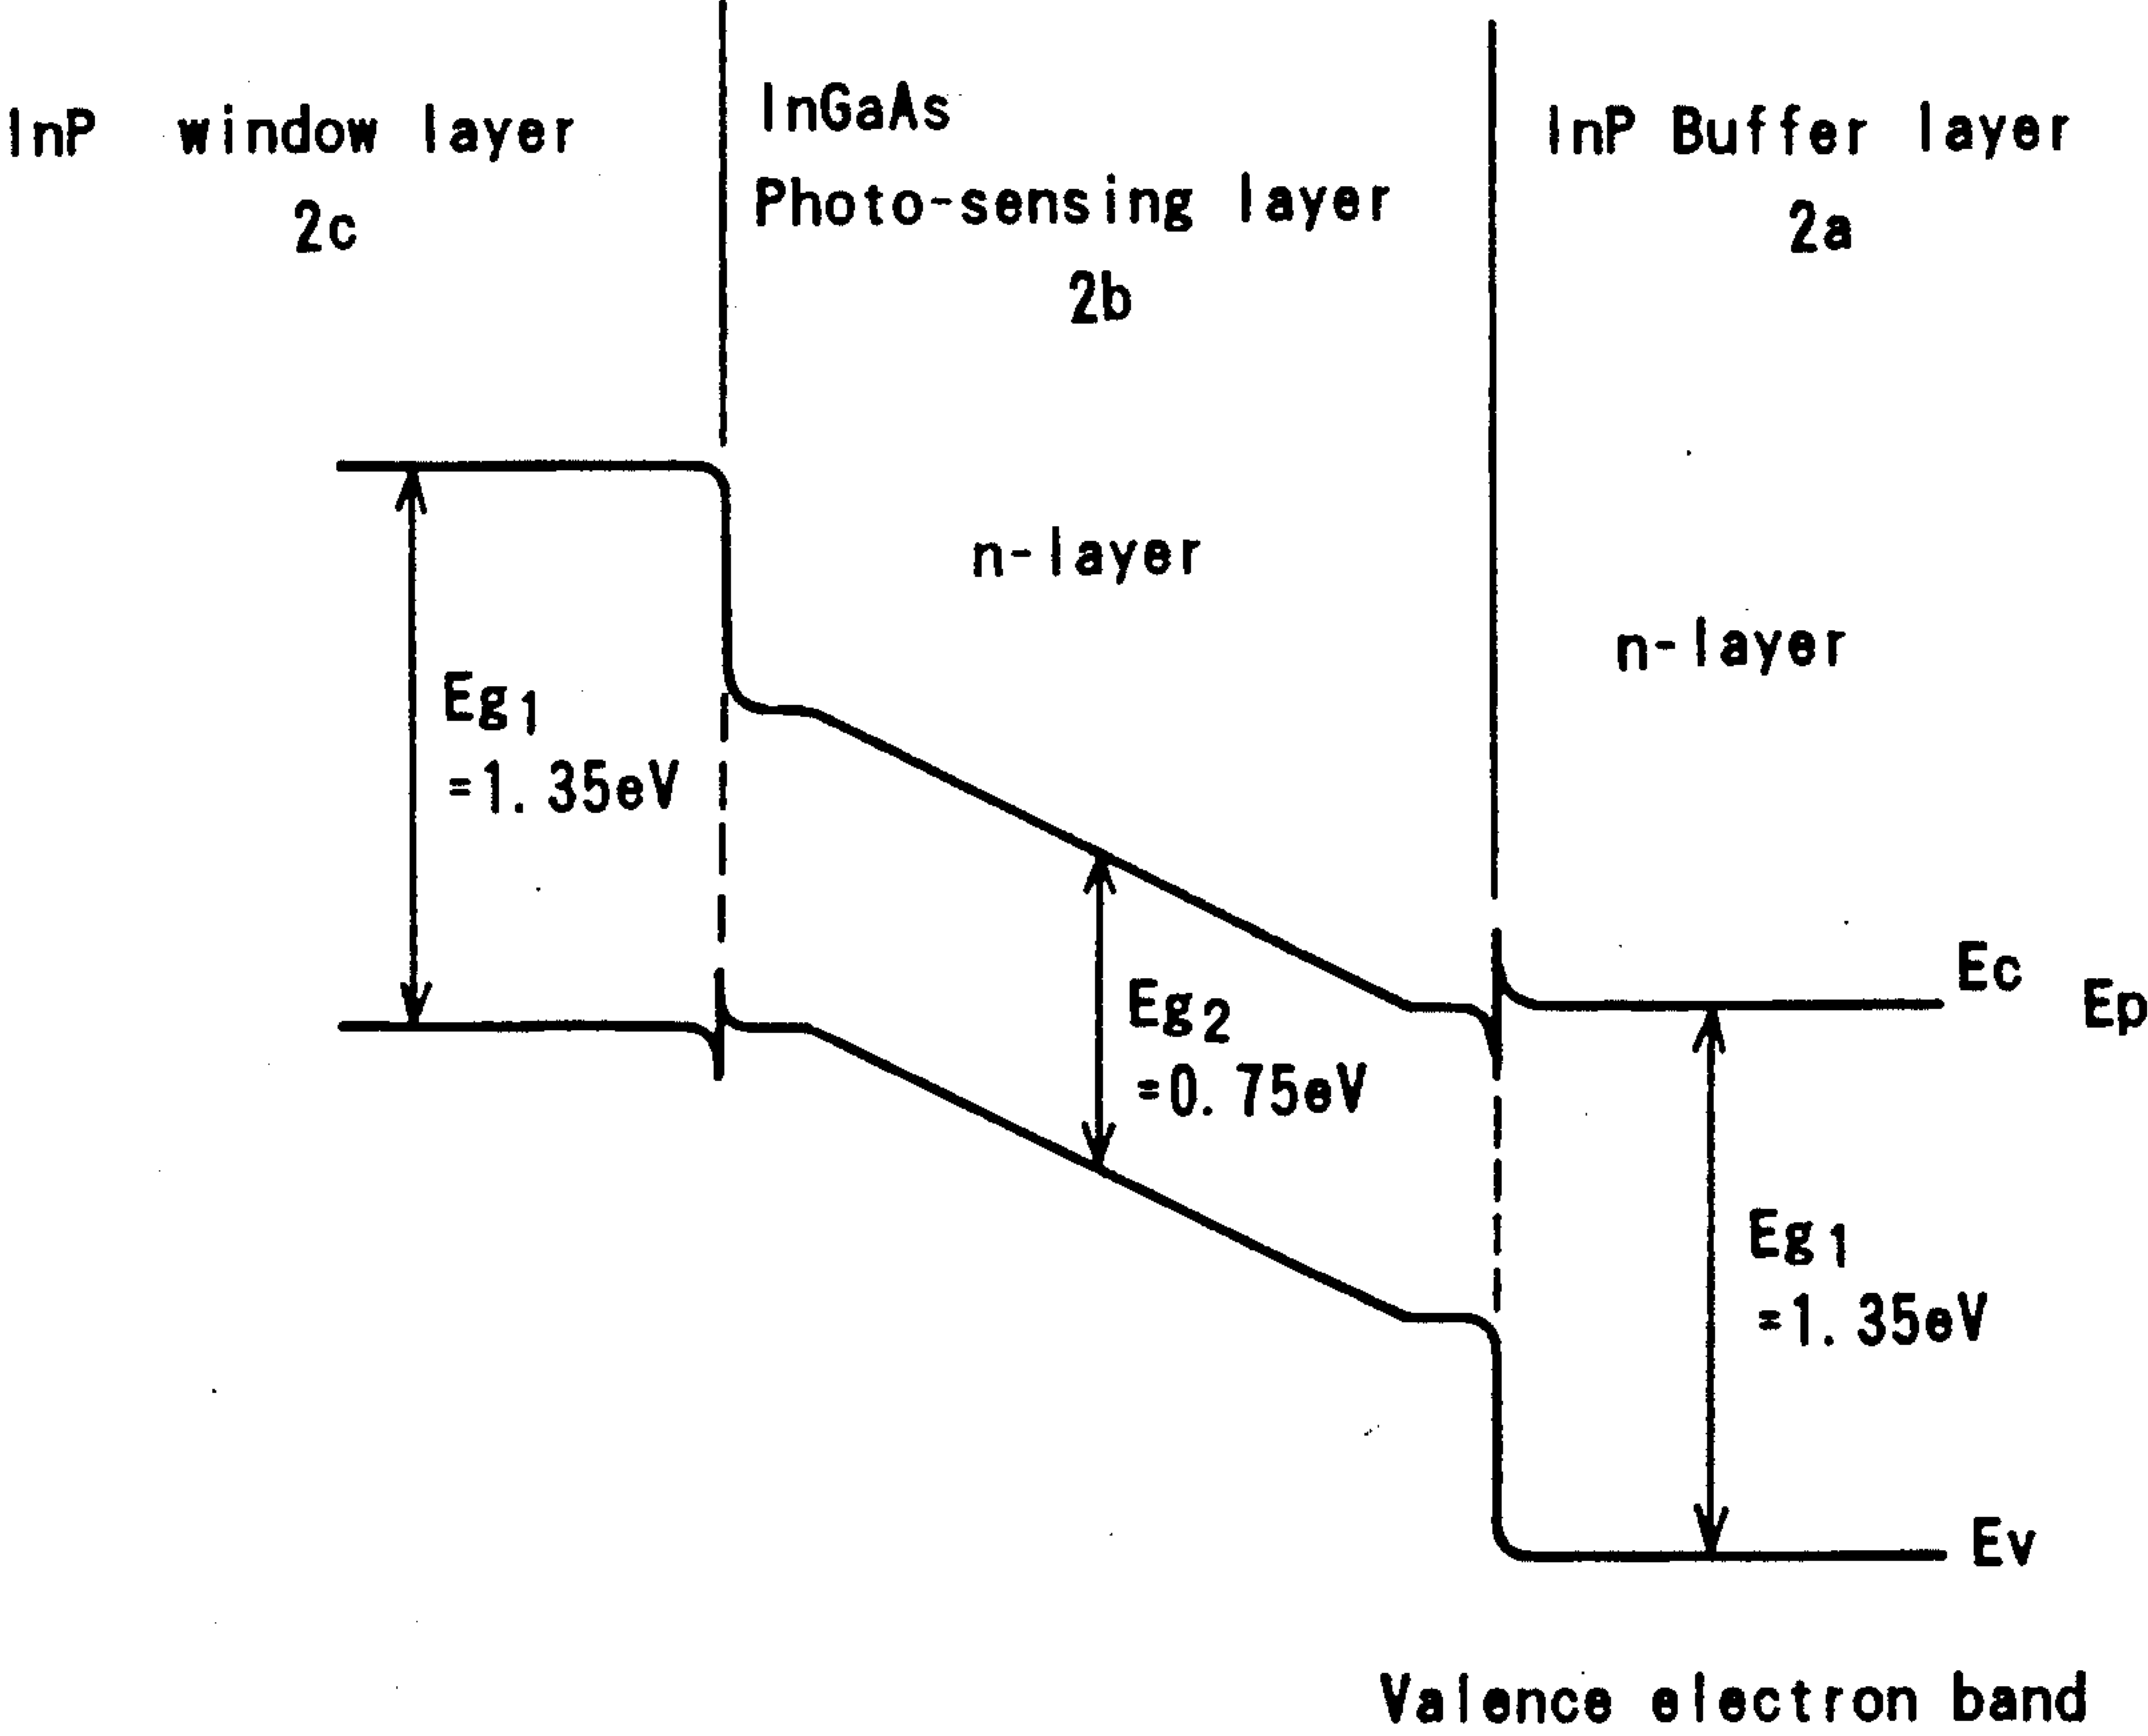 InP window layer
2c
InGaAs
Photo-sensing layer
2b
InP Buffer layer
2a
n-layer
n-layer
Eg1
=1.35eV
Eg2
=0.75eV
Ec
Ep
Eg1
=1.35eV
Ev
Valence electron band